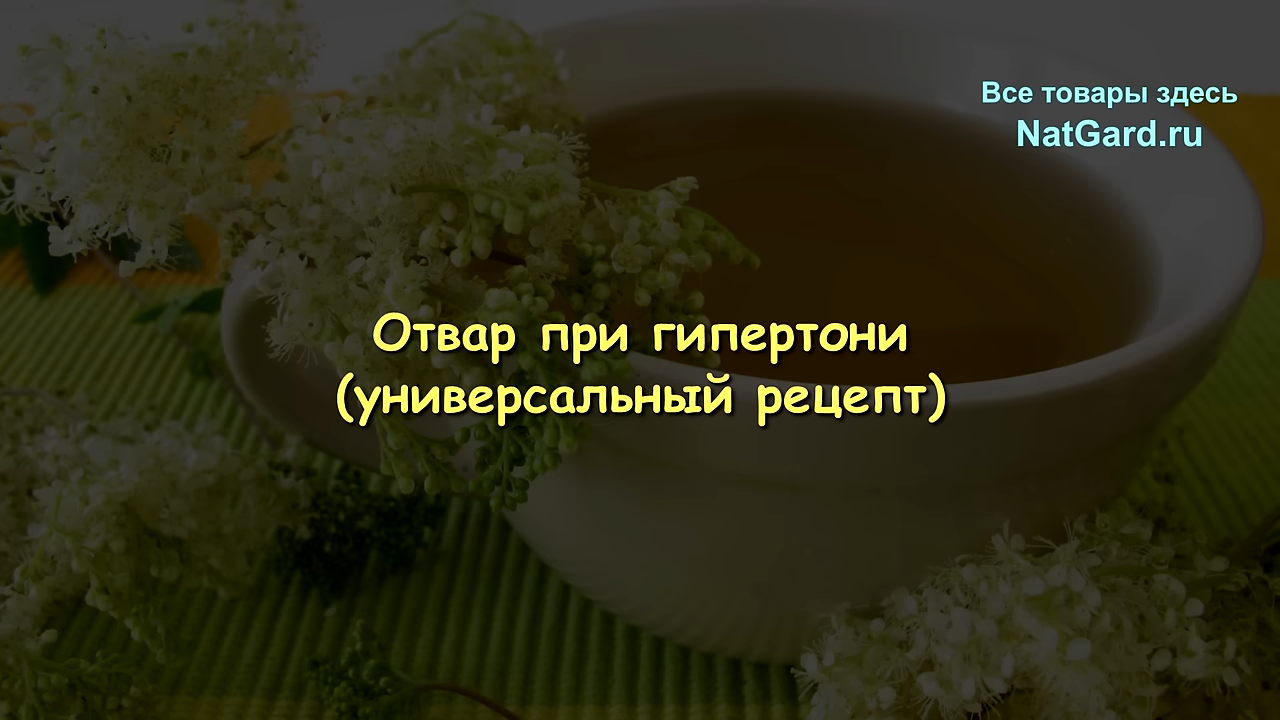 Все товары здесь
NatGard.ru
Отвар при гипертони
(универсальный рецепт)